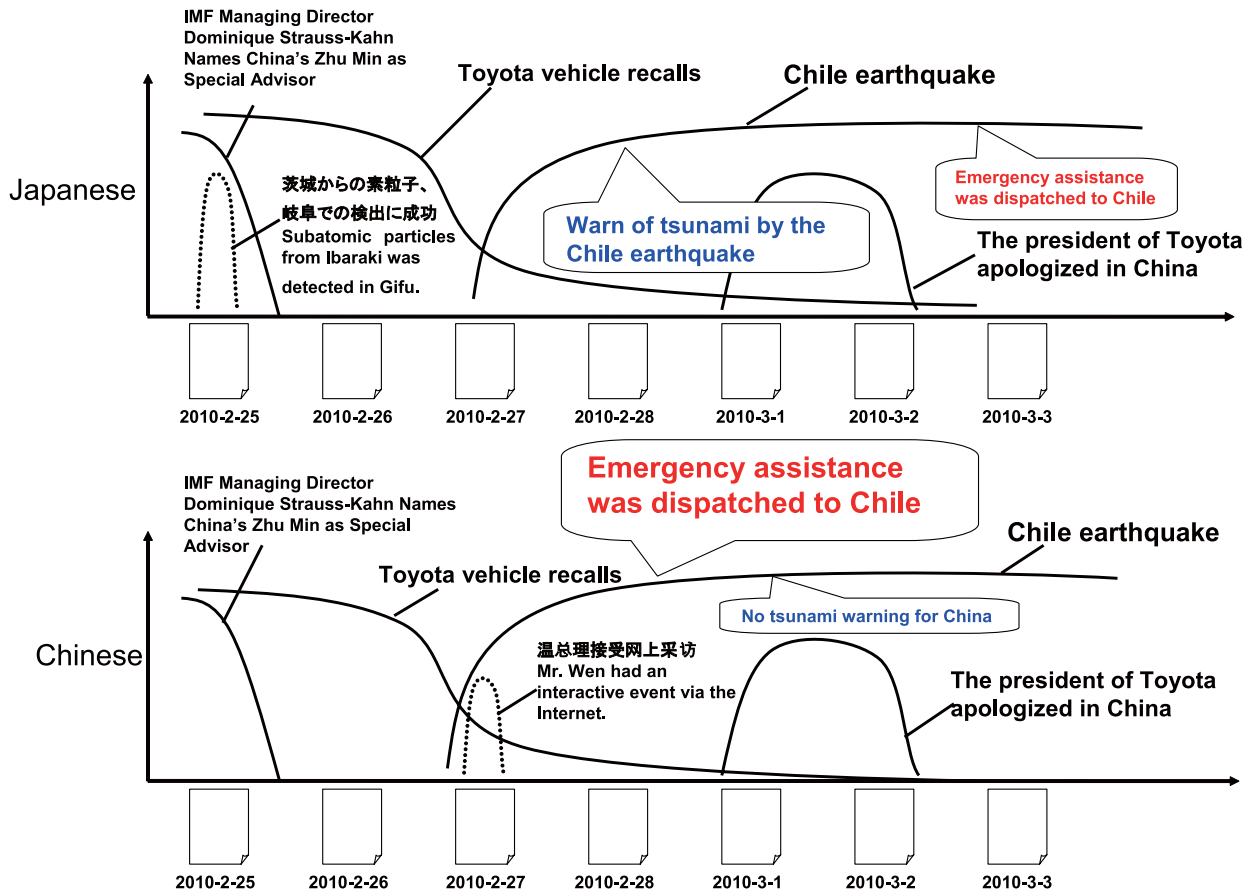 IMF Managing Director
Dominique Strauss-Kahn
Names China's Zhu Min as
Special Advisor
Toyota vehicle recalls
Chile earthquake
Japanese
茨城からの素粒子、
岐阜での検出に成功
Subatomic particles
from Ibaraki was
detected in Gifu.
Warn of tsunami by the
Chile earthquake
Emergency assistance
was dispatched to Chile
The president of Toyota
apologized in China
2010-2-25
2010-2-26
2010-2-27
2010-2-28
2010-3-1
2010-3-2
2010-3-3
IMF Managing Director
Dominique Strauss-Kahn Names
China's Zhu Min as Special
Advisor
Emergency assistance
was dispatched to Chile
Chile earthquake
Toyota vehicle recalls
No tsunami warning for China
Chinese
温总理接受网上采访
Mr. Wen had an
interactive event via the
Internet.
The president of Toyota
apologized in China
2010-2-25
2010-2-26
2010-2-27
2010-2-28
2010-3-1
2010-3-2
2010-3-3